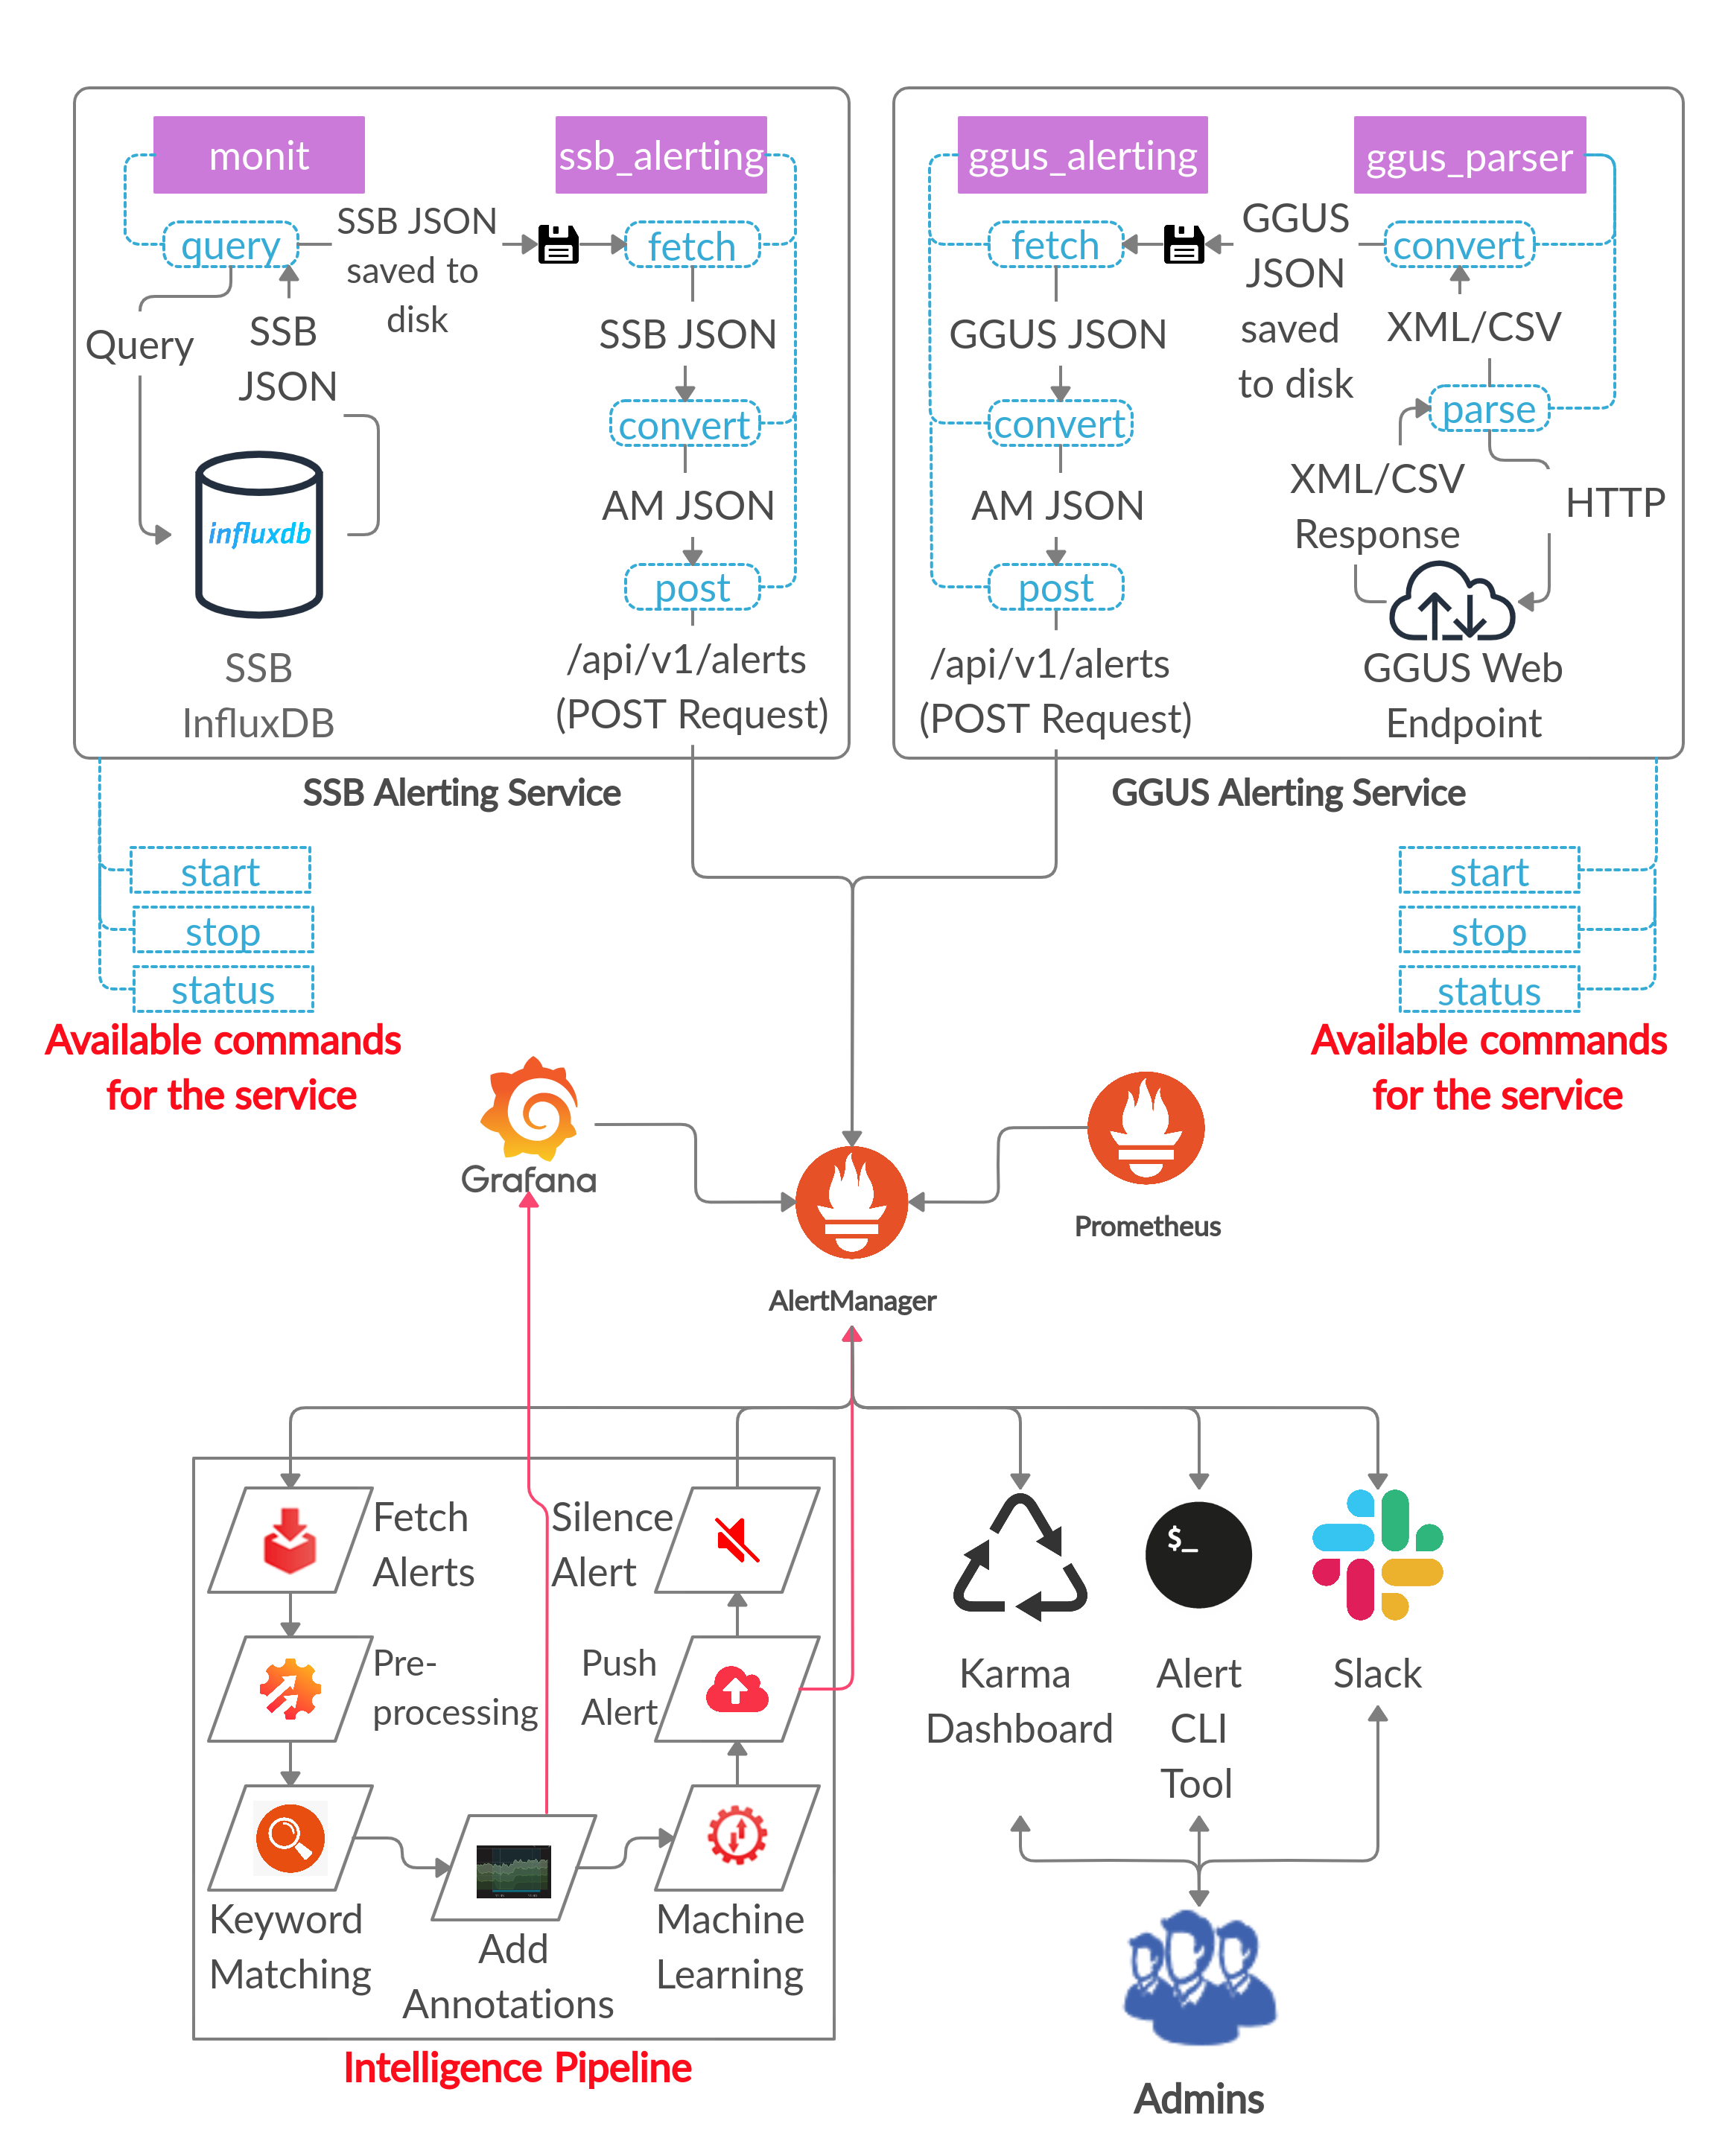 monit
ssb_alerting
query
SSB JSON
saved to
disk
fetch
Query
SSB
JSON
SSB JSON
convert
influxdb
AM JSON
post
SSB
InfluxDB
/api/v1/alerts
(POST Request)
SSB Alerting Service
ggus_alerting
ggus_parser
fetch
GGUS
JSON
saved
to disk
convert
GGUS JSON
XML/CSV
convert
parse
XML/CSV
Response
HTTP
AM JSON
post
/api/v1/alerts
(POST Request)
GGUS Web
Endpoint
GGUS Alerting Service
start
stop
status
Available commands
for the service
start
stop
status
Available commands
for the service
Grafana
Prometheus
AlertManager
Fetch
Alerts
Silence
Alert
Pre-
processing
Push
Alert
Keyword
Matching
Add
Annotations
Machine
Learning
Intelligence Pipeline
$_
Karma
Dashboard
Alert
CLI
Tool
Slack
Admins